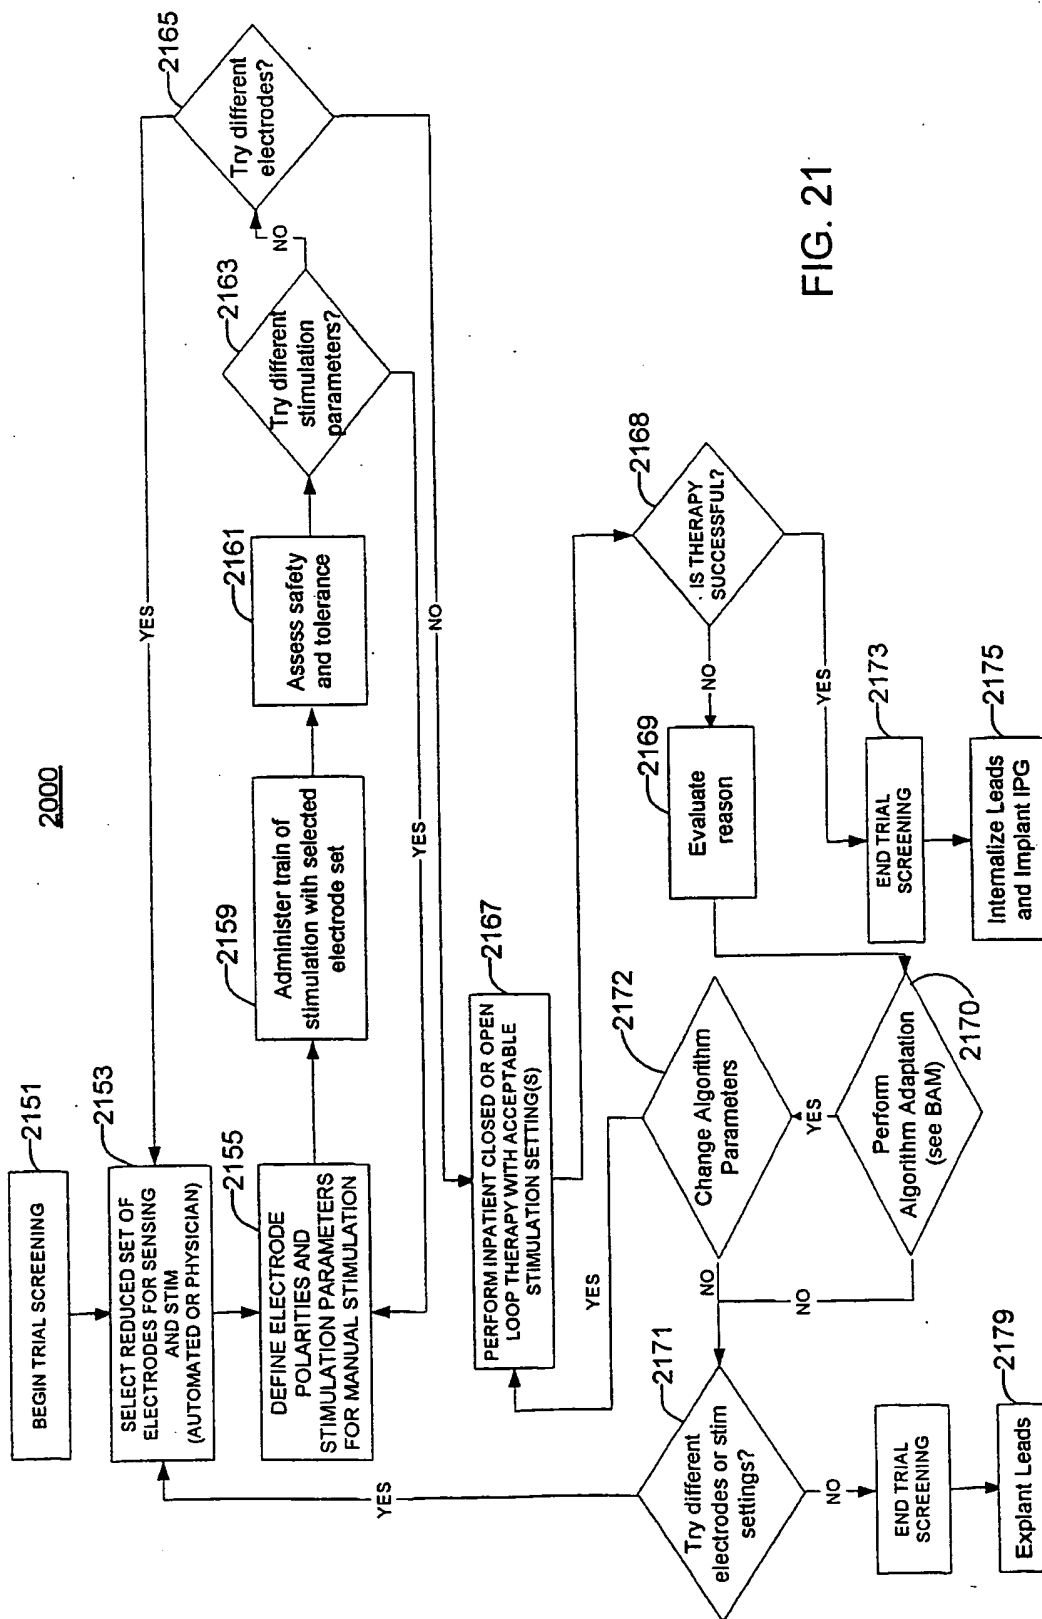 2000
BEGIN TRIAL SCREENING
2151
SELECT REDUCED SET OF
ELECTRODES FOR SENSING
AND STIM
(AUTOMATED OR PHYSICIAN)
2153
DEFINE ELECTRODE
POLARITIES AND
STIMULATION PARAMETERS
FOR MANUAL STIMULATION
2155
Administer train of
stimulation with selected
electrode set
2159
Assess safety
and tolerance
2161
Try different
stimulation
parameters?
2163
NO
YES
Try different
electrodes?
2165
YES
NO
PERFORM INPATIENT CLOSED OR OPEN
LOOP THERAPY WITH ACCEPTABLE
STIMULATION SETTING(S)
2167
IS THERAPY
SUCCESSFUL?
2168
NO
YES
Evaluate
reason
2169
Perform
Algorithm Adaptation
(see BAM)
2170
YES
NO
Change Algorithm
Parameters
2172
YES
NO
Try different
electrodes or stim
settings?
2171
YES
NO
END TRIAL
SCREENING
Explant Leads
2179
END TRIAL
SCREENING
2173
Internalize Leads
and Implant IPG
2175
FIG. 21